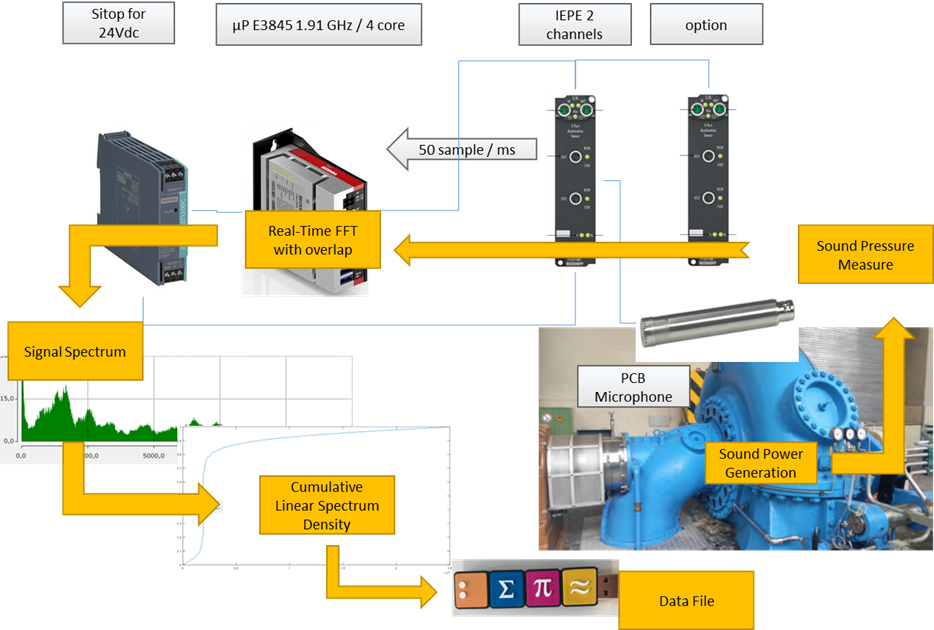 Sitop for
24Vdc
µP E3845 1.91 GHz / 4 core
IEPE 2
channels
option
50 sample / ms
Real-Time FFT
with overlap
Sound Pressure
Measure
Signal Spectrum
15,0
0,0
0,0
5000,0
PCB
Microphone
Sound Power
Generation
Cumulative
Linear Spectrum
Density
Σ π ≈
Data File